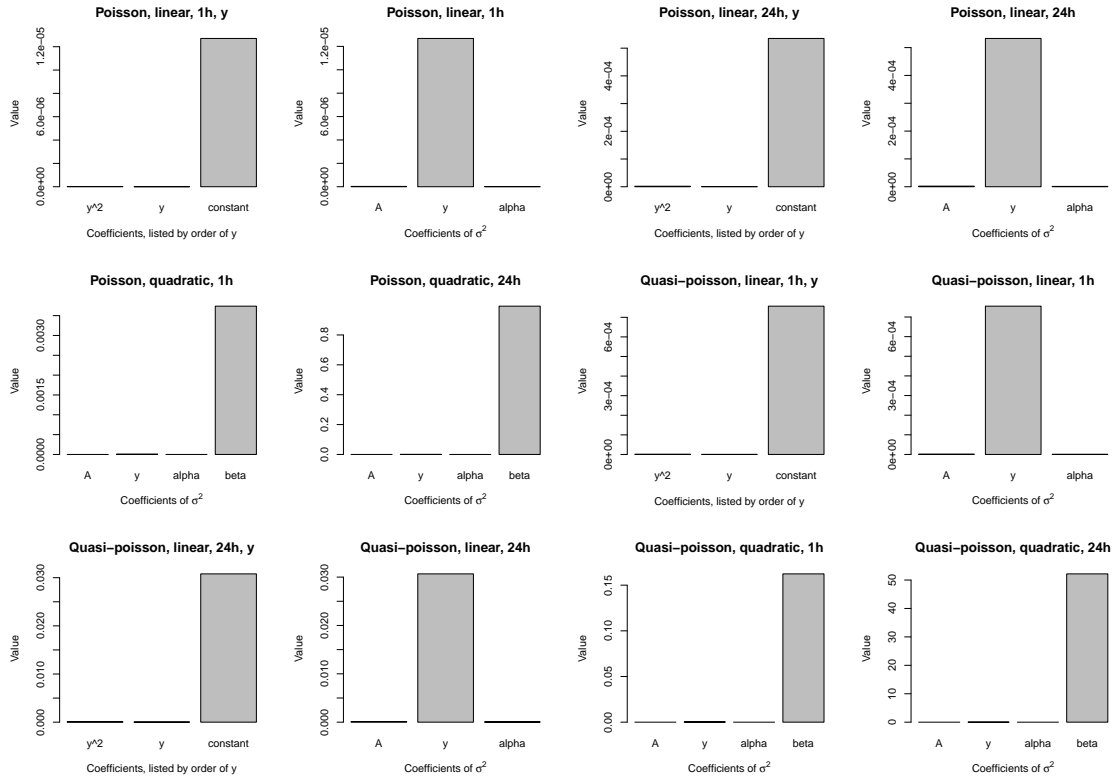 Poisson, linear, 1h, y
Value
0.0e+00 6.0e−06 1.2e−05
y^2 y constant
Coefficients, listed by order of y
Poisson, linear, 1h
Value
0.0e+00 6.0e−06 1.2e−05
A y alpha
Coefficients of σ²
Poisson, linear, 24h, y
Value
0e+00 2e−04 4e−04
y^2 y constant
Coefficients, listed by order of y
Poisson, linear, 24h
Value
0e+00 2e−04 4e−04
A y alpha
Coefficients of σ²
Poisson, quadratic, 1h
Value
0.0000 0.0015 0.0030
A y alpha beta
Coefficients of σ²
Poisson, quadratic, 24h
Value
0.0 0.2 0.4 0.6 0.8
A y alpha beta
Coefficients of σ²
Quasi−poisson, linear, 1h, y
Value
0e+00 3e−04 6e−04
y^2 y constant
Coefficients, listed by order of y
Quasi−poisson, linear, 1h
Value
0e+00 3e−04 6e−04
A y alpha
Coefficients of σ²
Quasi−poisson, linear, 24h, y
Value
0.000 0.010 0.020 0.030
y^2 y constant
Coefficients, listed by order of y
Quasi−poisson, linear, 24h
Value
0.000 0.010 0.020 0.030
A y alpha
Coefficients of σ²
Quasi−poisson, quadratic, 1h
Value
0.00 0.05 0.10 0.15
A y alpha beta
Coefficients of σ²
Quasi−poisson, quadratic, 24h
Value
0 10 20 30 40 50
A y alpha beta
Coefficients of σ²